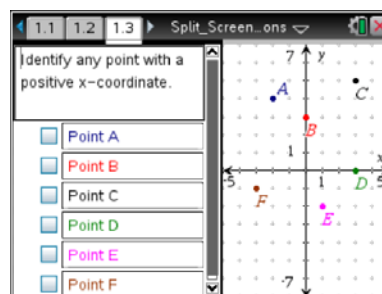 1.1 1.2 1.3 Split_Screen...ons
Identify any point with a
positive x-coordinate.
Point A
Point B
Point C
Point D
Point E
Point F
7 y
A
C
B
1
x
-5 1 5
D
F
E
-7